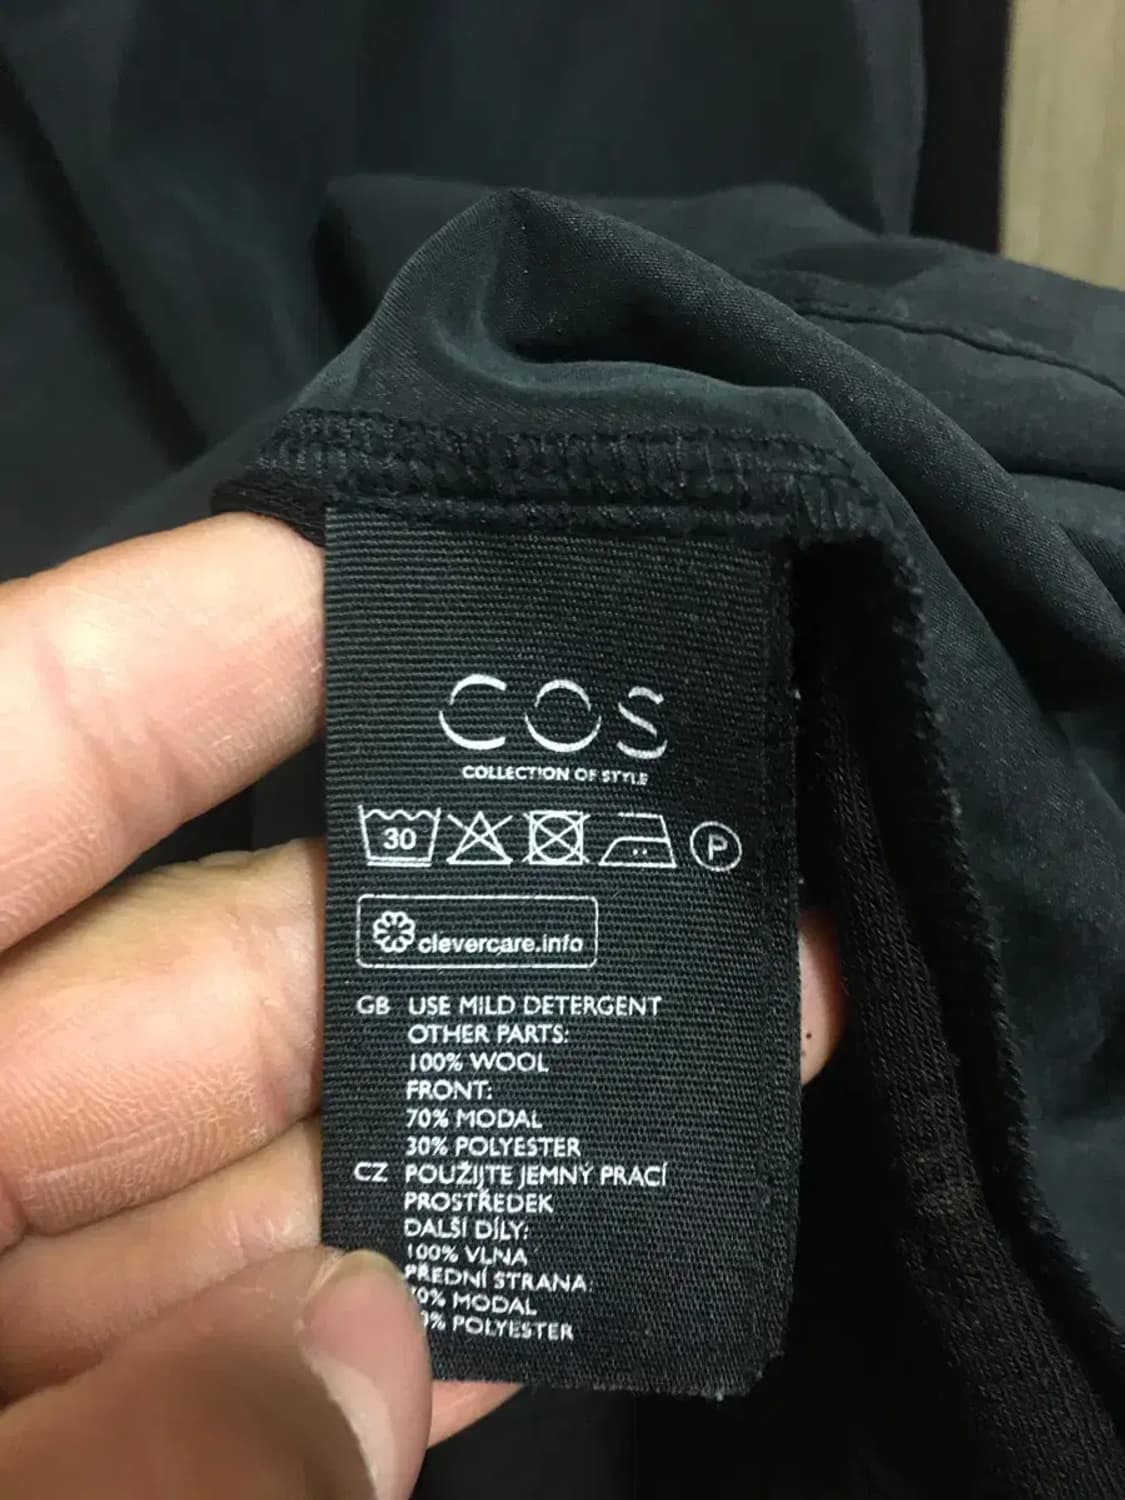 COS
COLLECTION OF STYLE
30
P
clevercare.info
GB USE MILD DETERGENT
OTHER PARTS:
100% WOOL
FRONT:
70% MODAL
30% POLYESTER
CZ POUŽIJTE JEMNÝ PRACÍ
PROSTŘEDEK
DALŠÍ DÍLY:
100% VLNA
PŘEDNÍ STRANA:
MODAL
POLYESTER